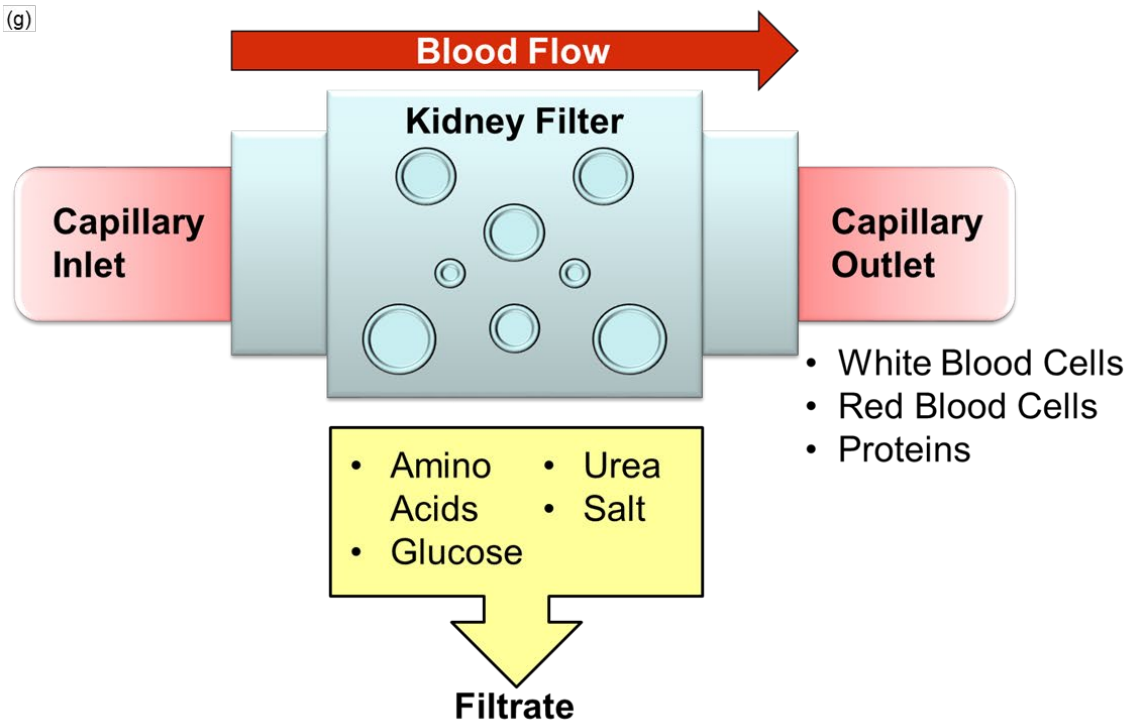 (g)
Blood Flow
Kidney Filter
Capillary
Inlet
Capillary
Outlet
• White Blood Cells
• Red Blood Cells
• Proteins
• Amino
Acids
• Glucose
• Urea
• Salt
Filtrate